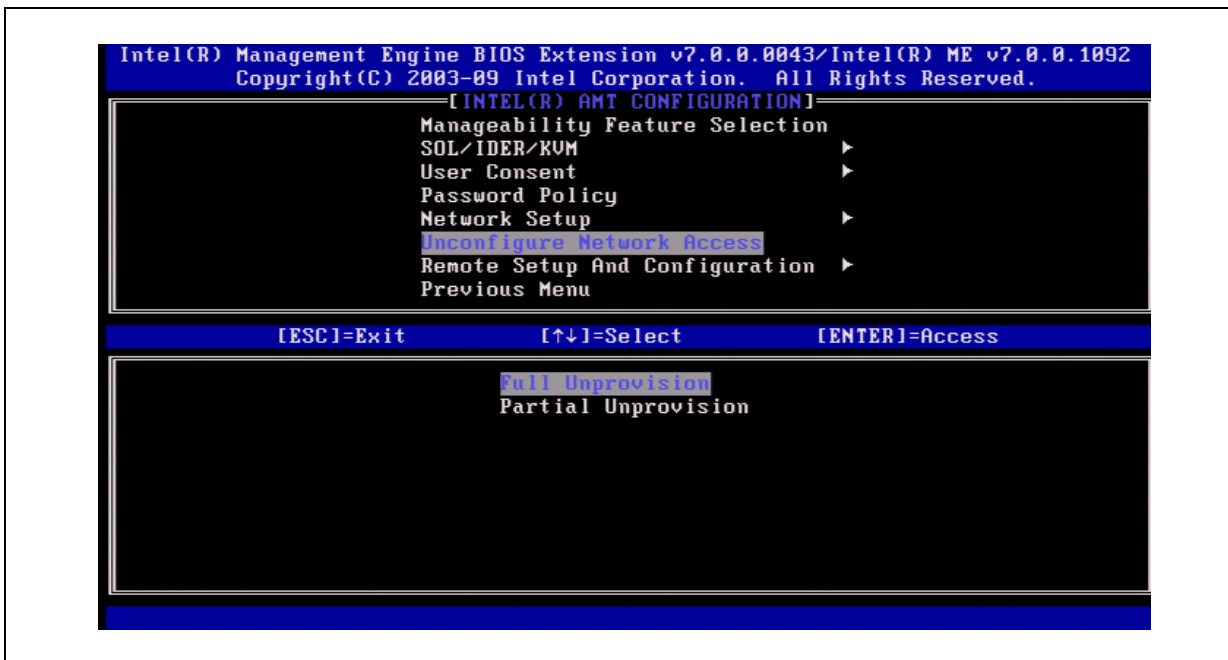 Intel(R) Management Engine BIOS Extension v7.0.0.0043/Intel(R) ME v7.0.0.1092
Copyright(C) 2003-09 Intel Corporation. All Rights Reserved.
[INTEL(R) AMT CONFIGURATION]
Manageability Feature Selection
SOL/IDER/KVM ►
User Consent ►
Password Policy
Network Setup ►
Unconfigure Network Access
Remote Setup And Configuration ►
Previous Menu
[ESC]=Exit [↑↓]=Select [ENTER]=Access
Full Unprovision
Partial Unprovision